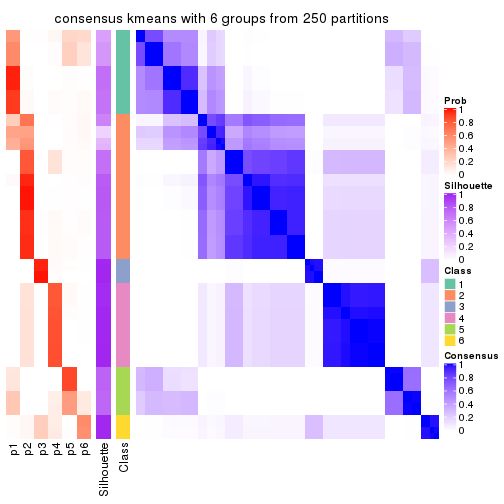 consensus kmeans with 6 groups from 250 partitions
Prob
1
0.8
0.6
0.4
0.2
0
Silhouette
1
0.8
0.6
0.4
0.2
0
Class
1
2
3
4
5
6
Consensus
1
0.8
0.6
0.4
0.2
0
p1
p2
p3
p4
p5
p6
Silhouette
Class